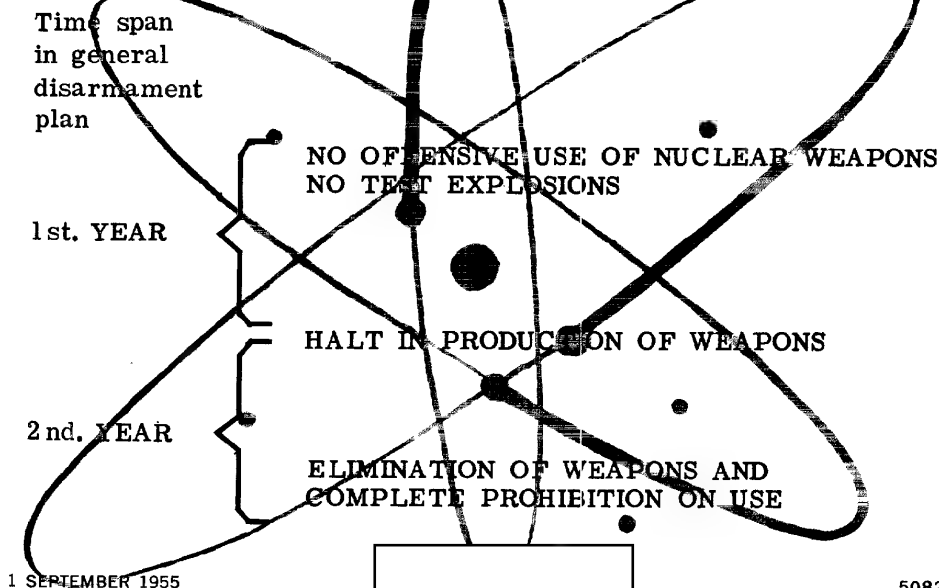 Time span
in general
disarmament
plan
NO OFFENSIVE USE OF NUCLEAR WEAPONS
NO TEST EXPLOSIONS
1st. YEAR
HALT IN PRODUCTION OF WEAPONS
2nd. YEAR
ELIMINATION OF WEAPONS AND
COMPLETE PROHIBITION ON USE
1 SEPTEMBER 1955